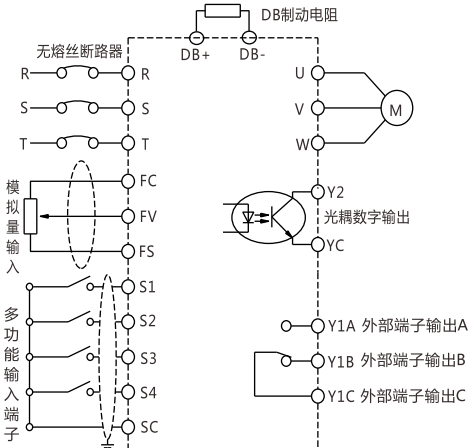 DB制动电阻
DB+ DB-
无熔丝断路器
R R
S S
T T
U
V
W
M
模拟量输入
FC
FV
FS
Y2
光耦数字输出
YC
多功能输入端子
S1
S2
S3
S4
SC
Y1A 外部端子输出A
Y1B 外部端子输出B
Y1C 外部端子输出C